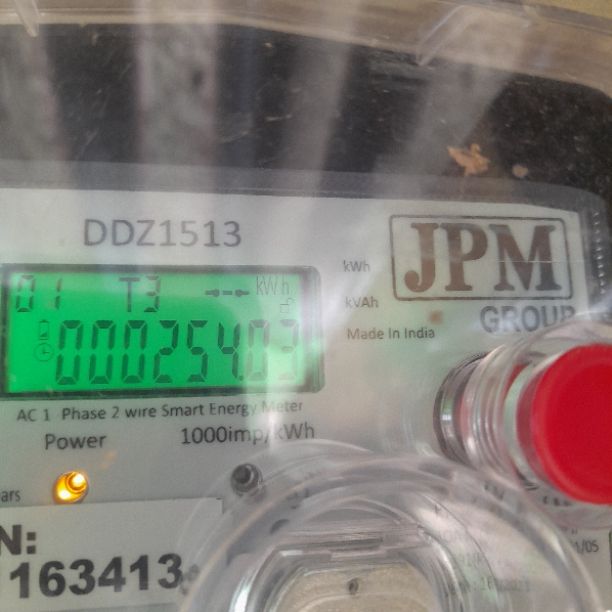 DDZ1513
JPM
GROUP
kWh
kVAh
Made In India
01 T3 kWh
000254.03
AC 1 Phase 2 wire Smart Energy Meter
Power
1000imp/kWh
ars
N:
163413